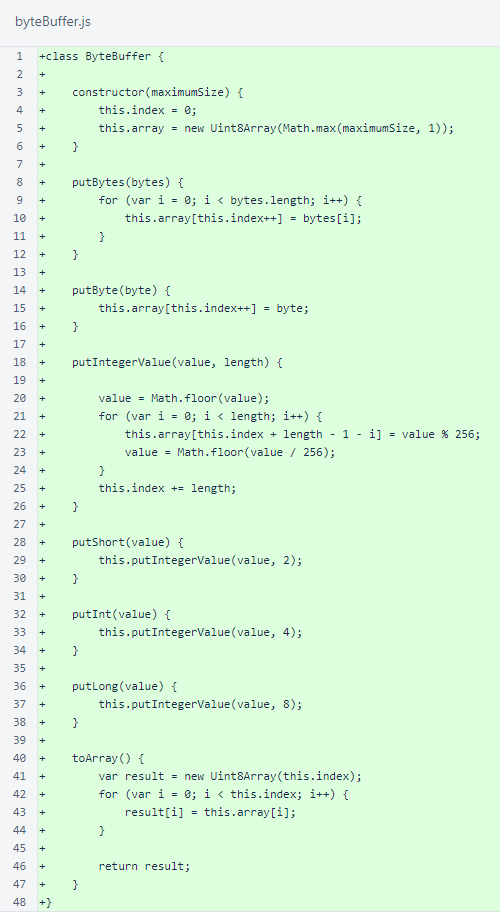 byteBuffer.js
1 +class ByteBuffer {
2 +
3 +    constructor(maximumSize) {
4 +        this.index = 0;
5 +        this.array = new Uint8Array(Math.max(maximumSize, 1));
6 +    }
7 +
8 +    putBytes(bytes) {
9 +        for (var i = 0; i < bytes.length; i++) {
10 +            this.array[this.index++] = bytes[i];
11 +        }
12 +    }
13 +
14 +    putByte(byte) {
15 +        this.array[this.index++] = byte;
16 +    }
17 +
18 +    putIntegerValue(value, length) {
19 +
20 +        value = Math.floor(value);
21 +        for (var i = 0; i < length; i++) {
22 +            this.array[this.index + length - 1 - i] = value % 256;
23 +            value = Math.floor(value / 256);
24 +        }
25 +        this.index += length;
26 +    }
27 +
28 +    putShort(value) {
29 +        this.putIntegerValue(value, 2);
30 +    }
31 +
32 +    putInt(value) {
33 +        this.putIntegerValue(value, 4);
34 +    }
35 +
36 +    putLong(value) {
37 +        this.putIntegerValue(value, 8);
38 +    }
39 +
40 +    toArray() {
41 +        var result = new Uint8Array(this.index);
42 +        for (var i = 0; i < this.index; i++) {
43 +            result[i] = this.array[i];
44 +        }
45 +
46 +        return result;
47 +    }
48 +}